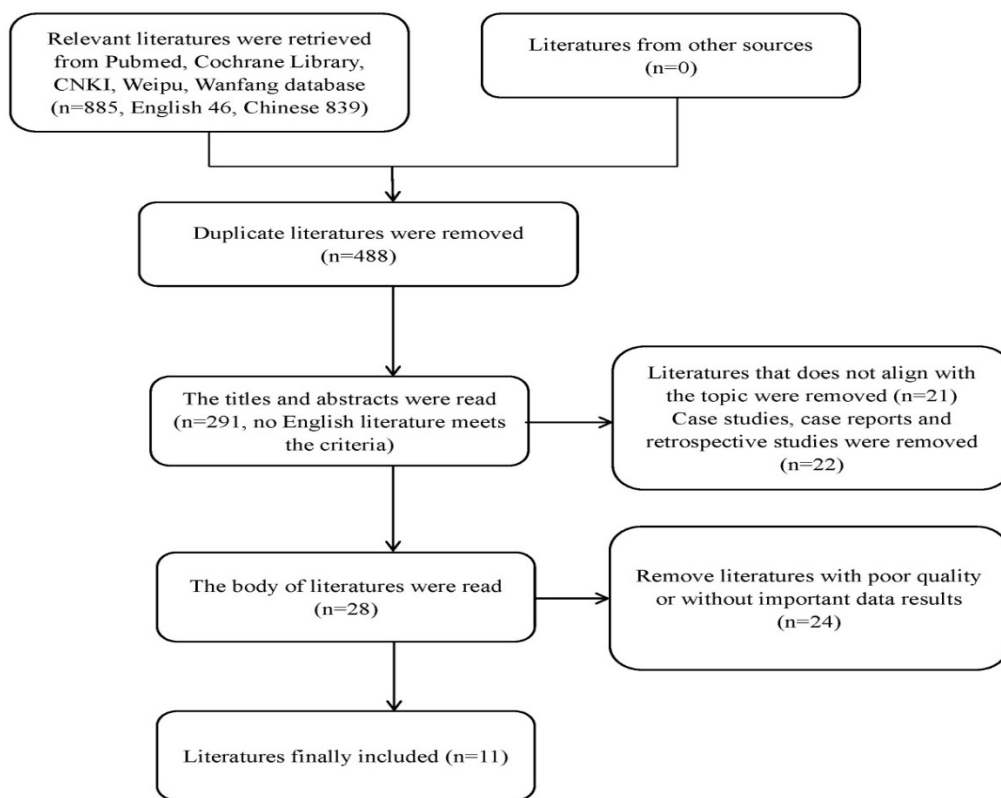 Relevant literatures were retrieved
from Pubmed, Cochrane Library,
CNKI, Weipu, Wanfang database
(n=885, English 46, Chinese 839)
Literatures from other sources
(n=0)
Duplicate literatures were removed
(n=488)
The titles and abstracts were read
(n=291, no English literature meets
the criteria)
Literatures that does not align with
the topic were removed (n=21)
Case studies, case reports and
retrospective studies were removed
(n=22)
The body of literatures were read
(n=28)
Remove literatures with poor quality
or without important data results
(n=24)
Literatures finally included (n=11)